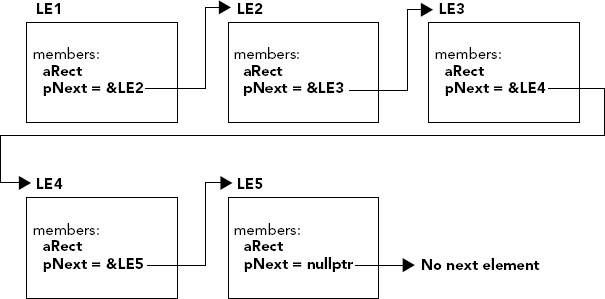 LE1
LE2
LE3
members:
aRect
pNext = &LE2
members:
aRect
pNext = &LE3
members:
aRect
pNext = &LE4
LE4
LE5
members:
aRect
pNext = &LE5
members:
aRect
pNext = nullptr
No next element